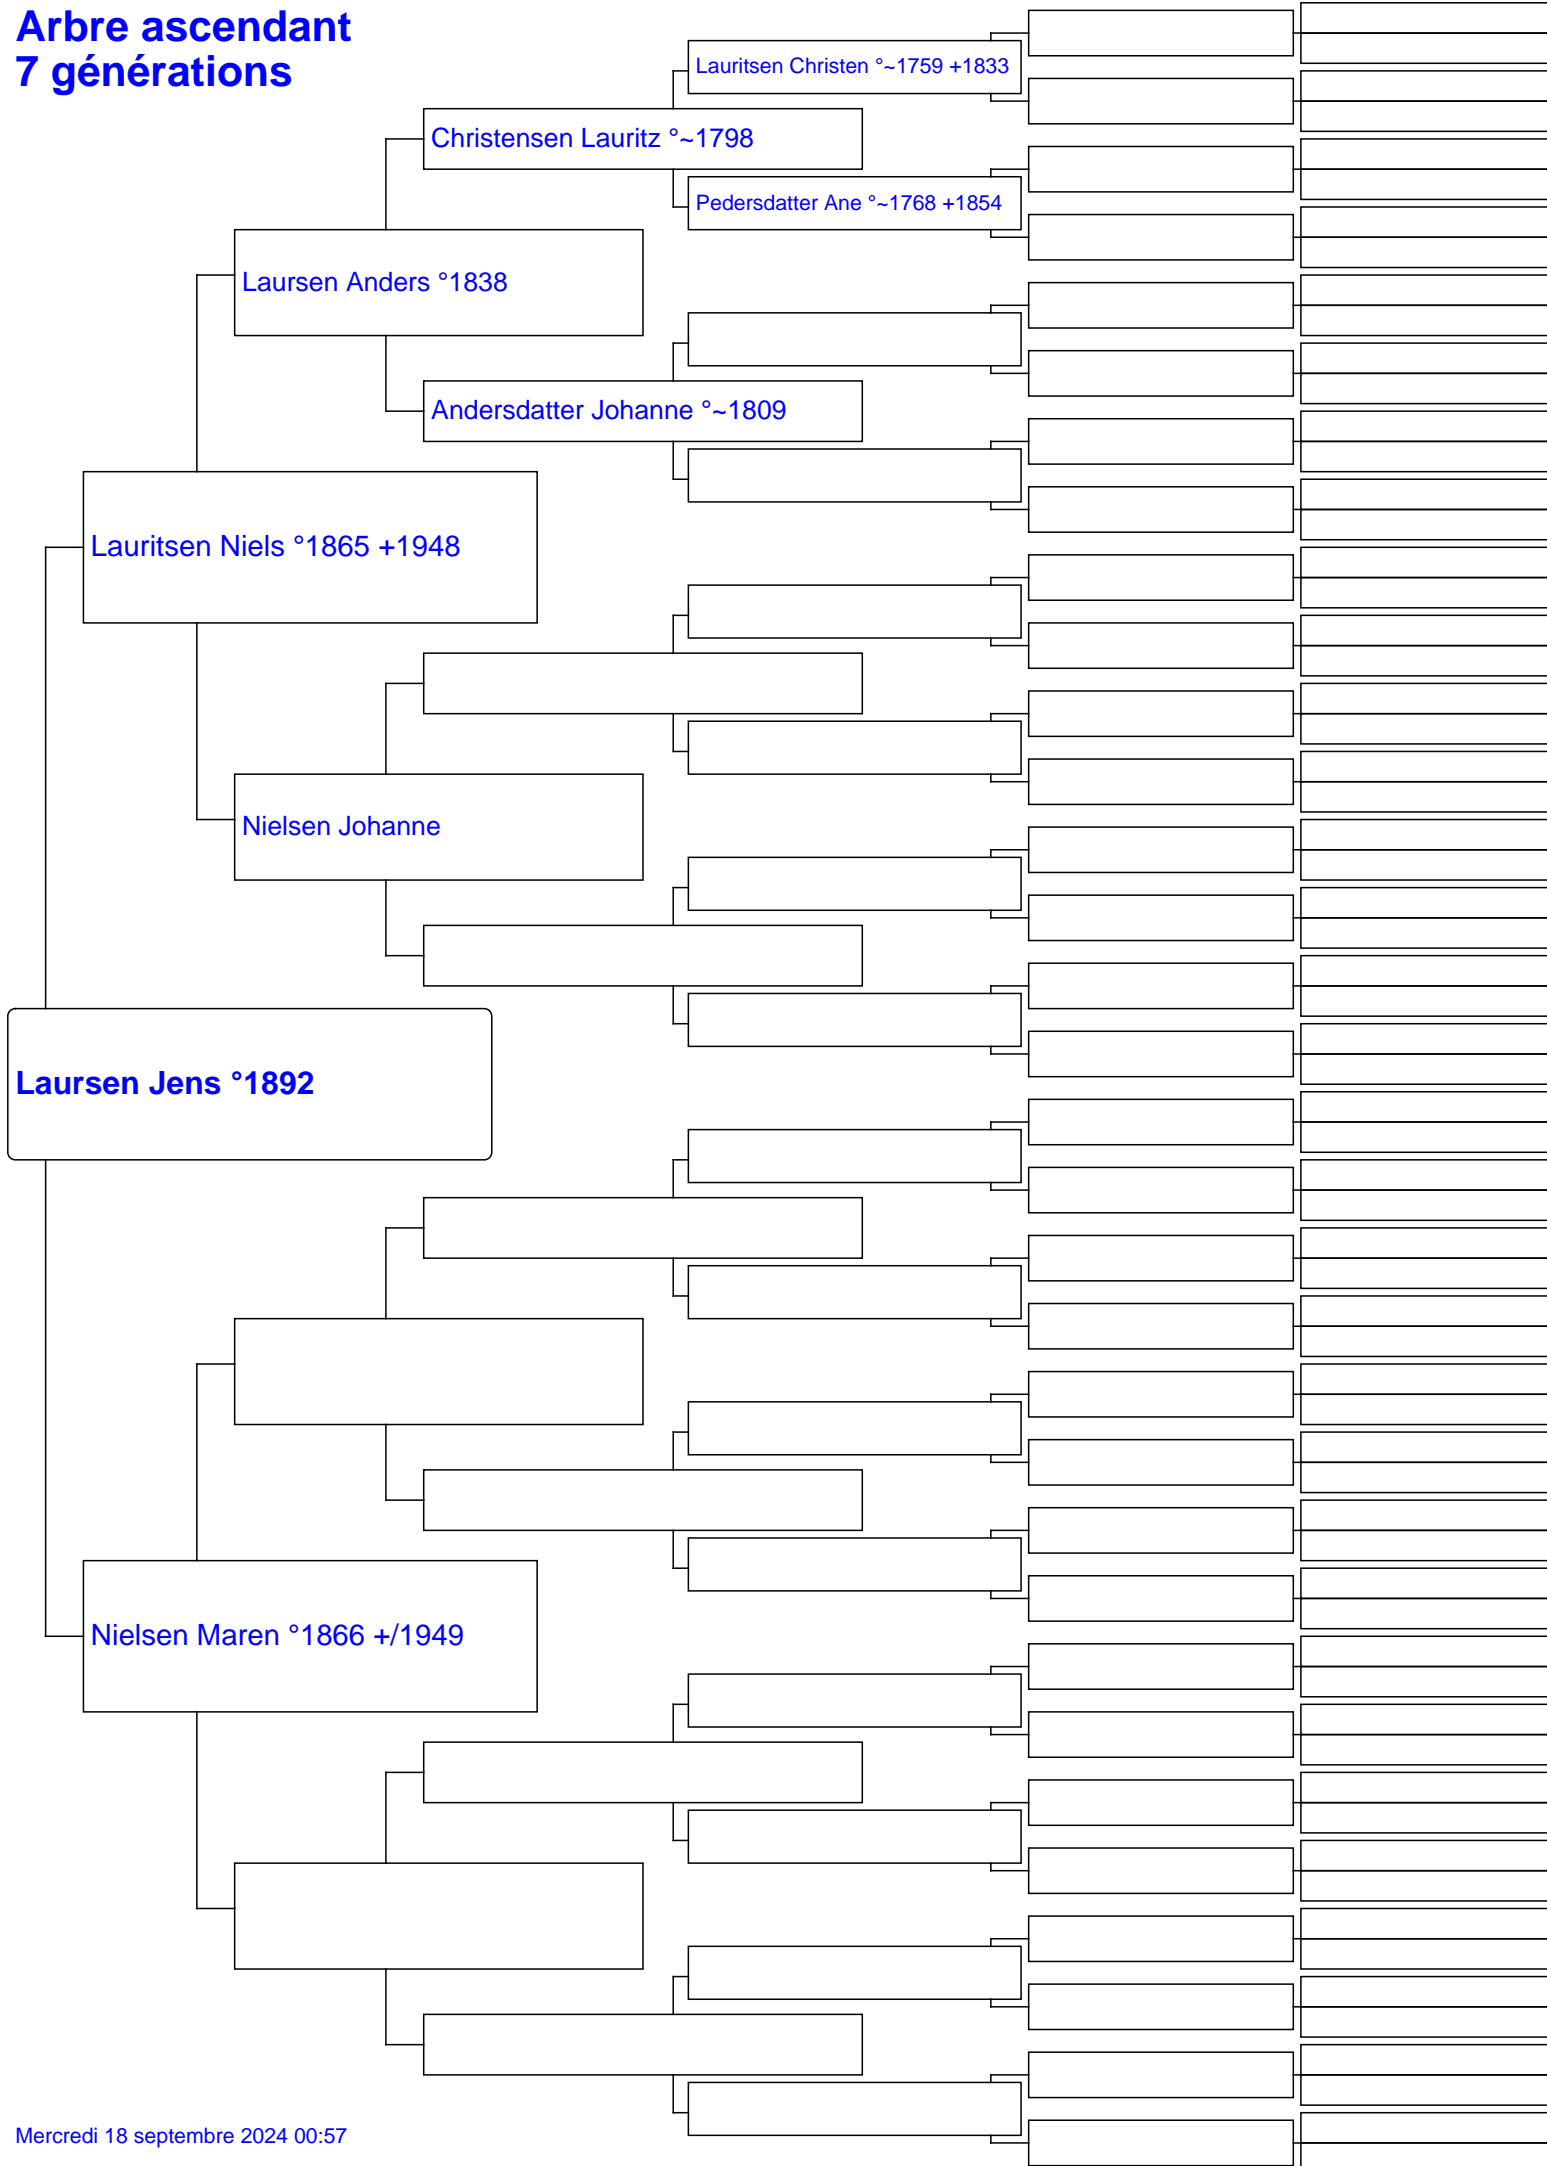 Arbre ascendant
7 générations
Lauritsen Christen °~1759 +1833
Christensen Lauritz °~1798
Pedersdatter Ane °~1768 +1854
Laursen Anders °1838
Andersdatter Johanne °~1809
Lauritsen Niels °1865 +1948
Nielsen Johanne
Laursen Jens °1892
Nielsen Maren °1866 +/1949
Mercredi 18 septembre 2024 00:57